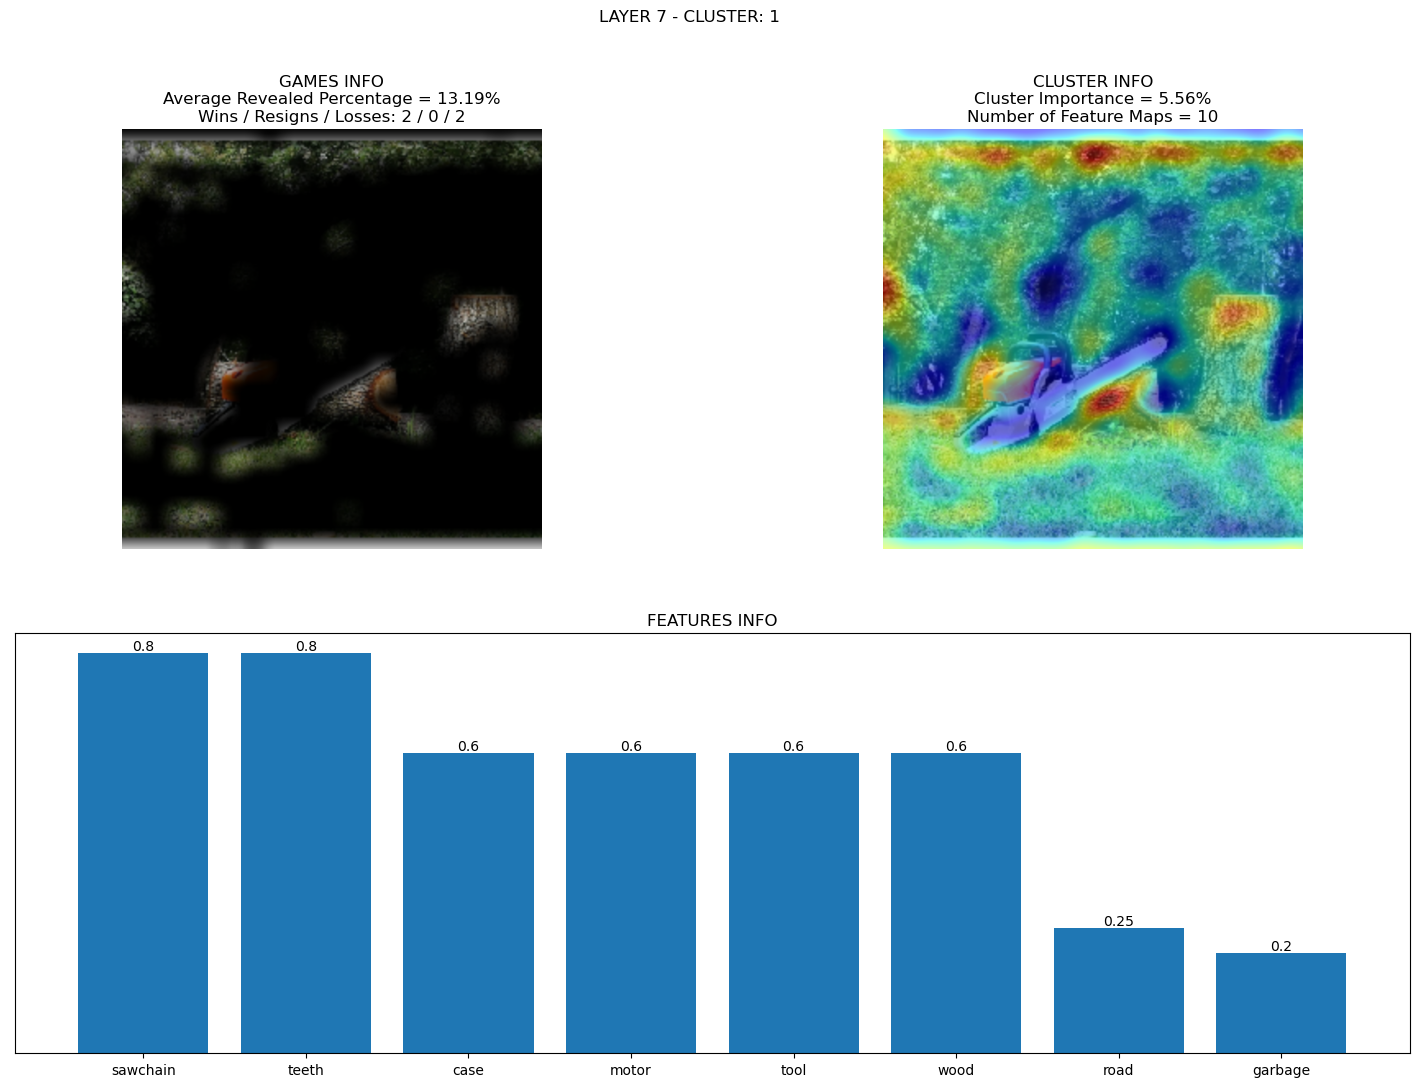 LAYER 7 - CLUSTER: 1
GAMES INFO
Average Revealed Percentage = 13.19%
Wins / Resigns / Losses: 2 / 0 / 2
CLUSTER INFO
Cluster Importance = 5.56%
Number of Feature Maps = 10
FEATURES INFO
0.8 0.8 0.6 0.6 0.6 0.6 0.25 0.2
sawchain teeth case motor tool wood road garbage